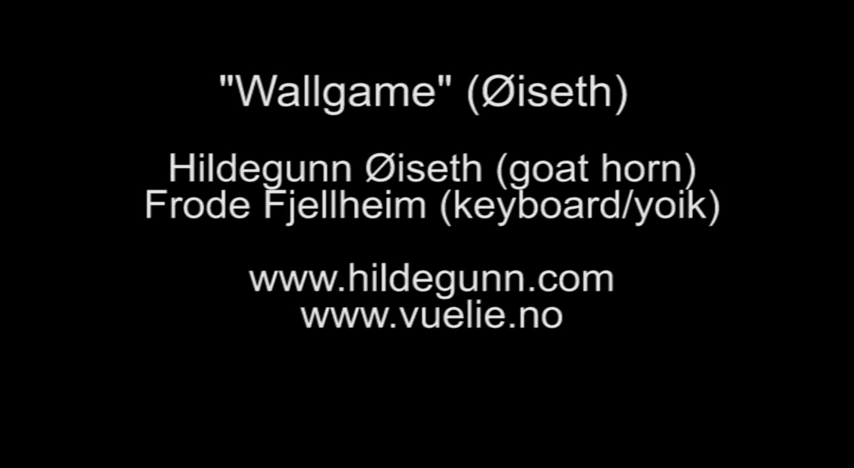 "Wallgame" (Øiseth)
Hildegunn Øiseth (goat horn)
Frode Fjellheim (keyboard/yoik)
www.hildegunn.com
www.vuelie.no